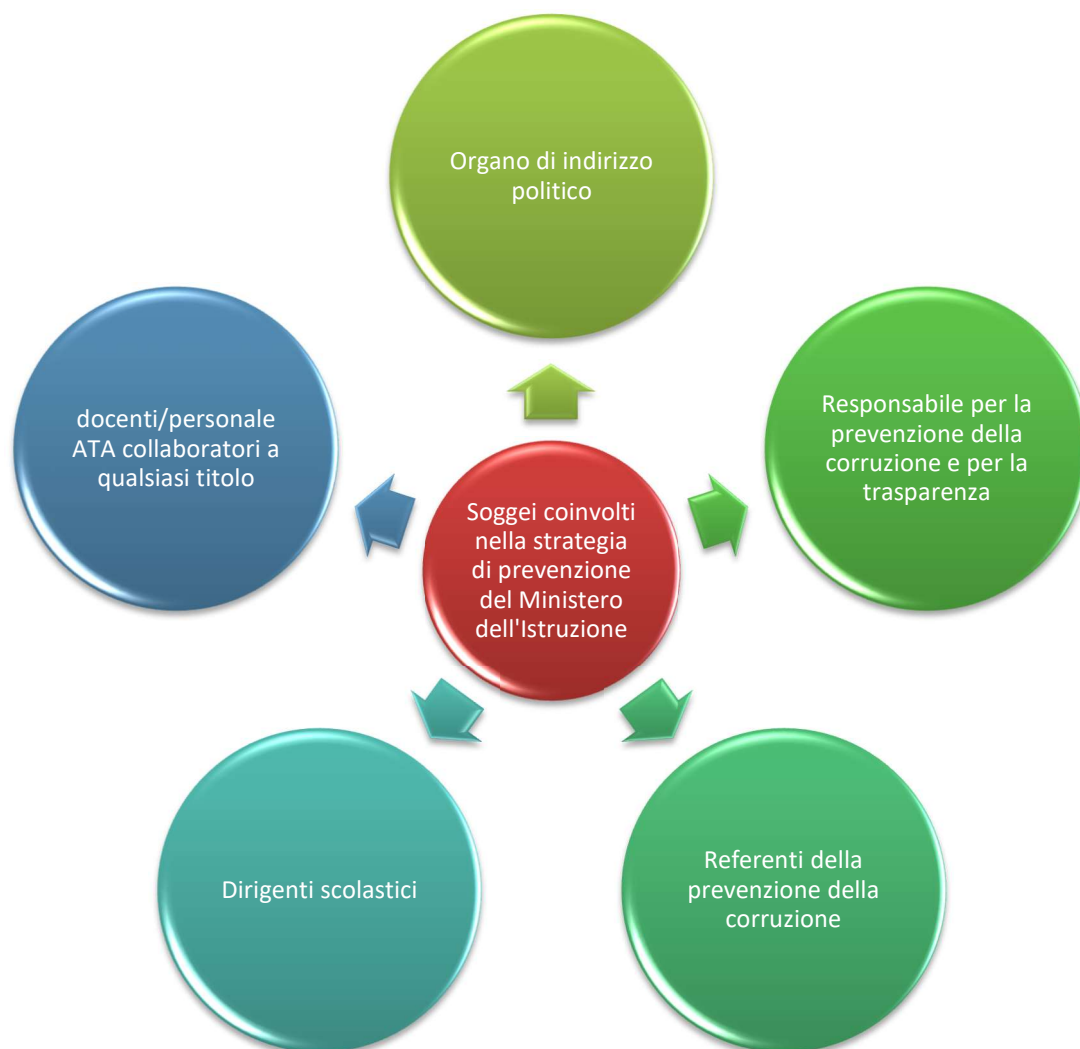 Organo di indirizzo
politico
Responsabile per la
prevenzione della
corruzione e per la
trasparenza
Referenti della
prevenzione della
corruzione
Dirigenti scolastici
docenti/personale
ATA collaboratori a
qualsiasi titolo
Soggei coinvolti
nella strategia
di prevenzione
del Ministero
dell'Istruzione